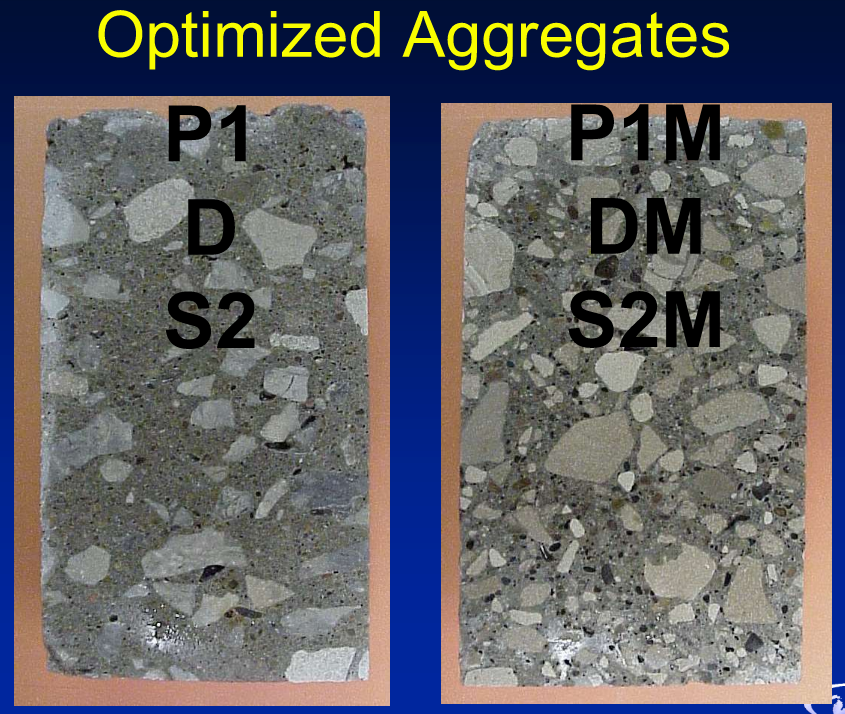 Optimized Aggregates
P1
D
S2
P1M
DM
S2M